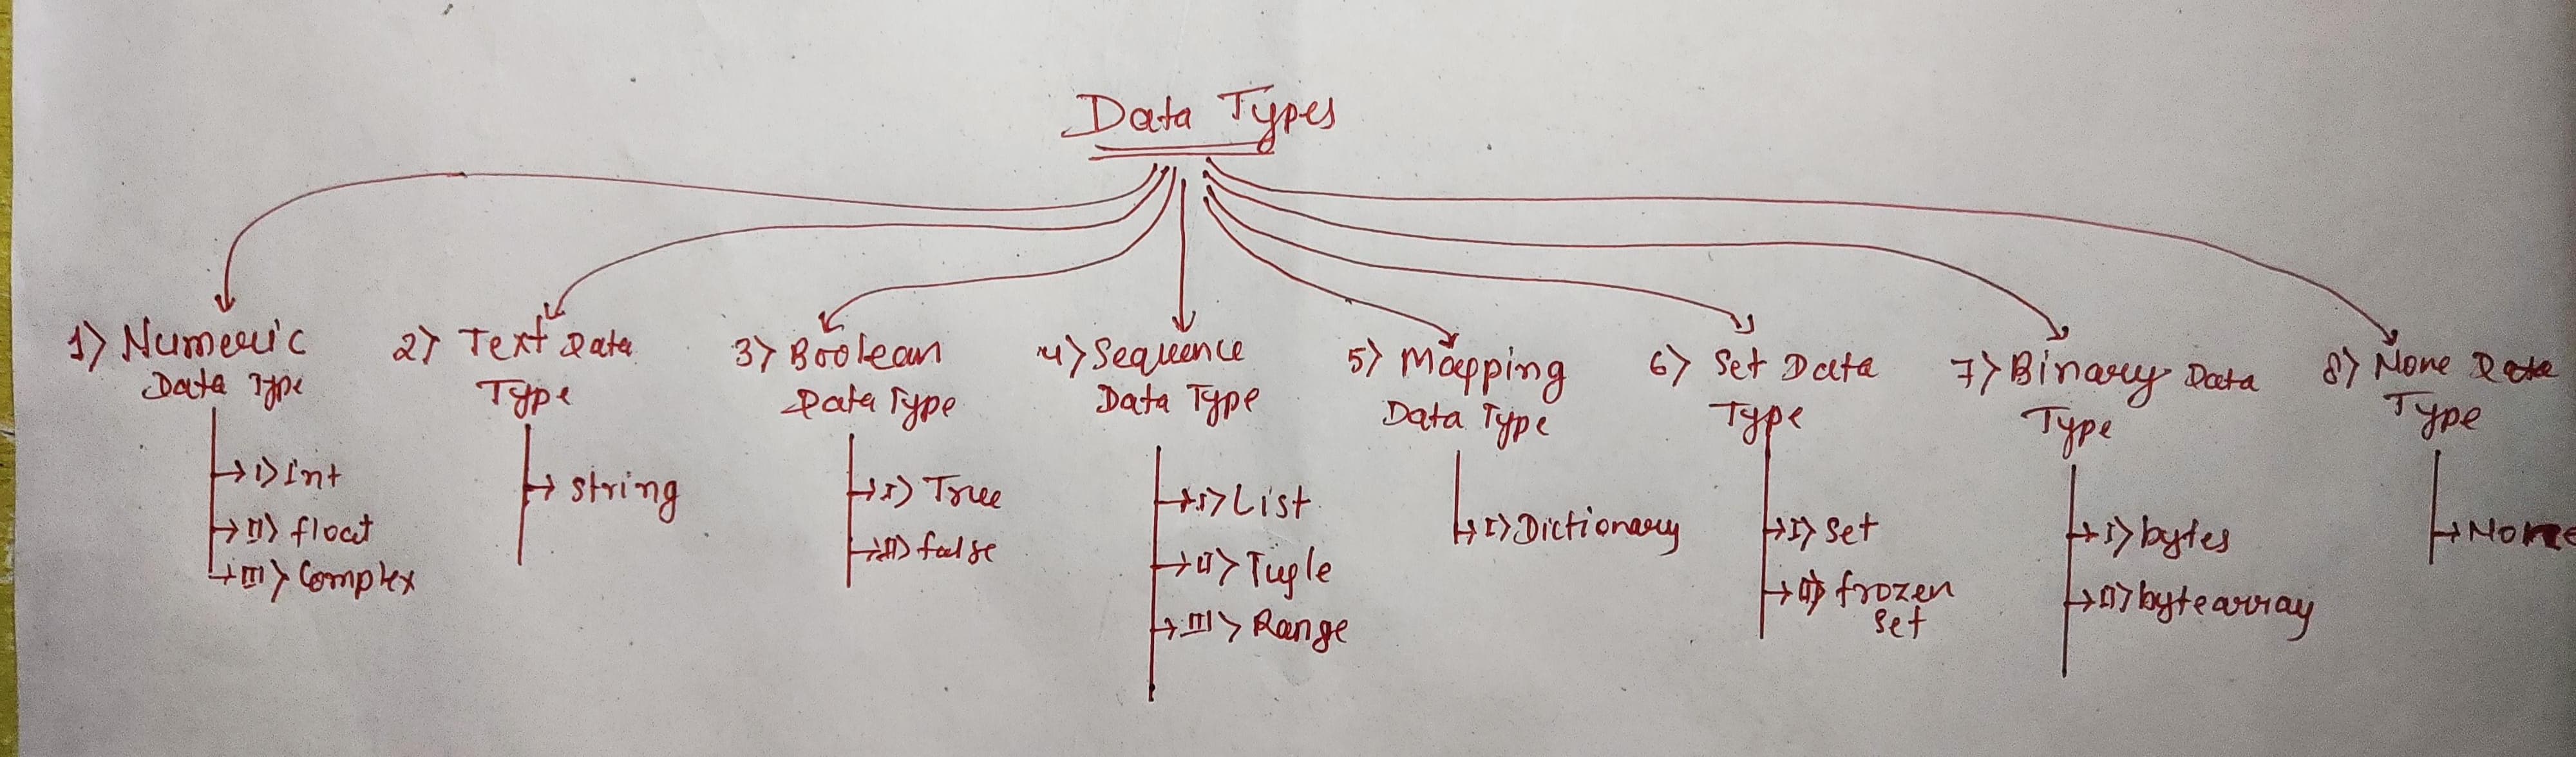 Data Types
1) Numeric
Data Type
I) Int
II) float
III) Complex
2) Text Data
Type
string
3) Boolean
Data Type
I) True
II) false
4) Sequence
Data Type
I) List
II) Tuple
III) Range
5) Mapping
Data Type
I) Dictionary
6) Set Data
Type
I) Set
II) frozen
Set
7) Binary Data
Type
I) bytes
II) bytearray
8) None Data
Type
None